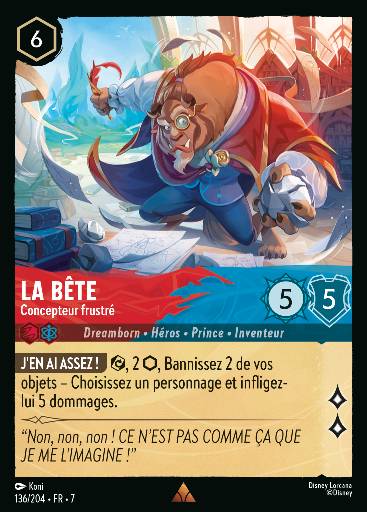 6
LA BÊTE
Concepteur frustré
5
5
Dreamborn • Héros • Prince • Inventeur
J'EN AI ASSEZ ! , 2 , Bannissez 2 de vos
objets – Choisissez un personnage et infligez-
lui 5 dommages.
“Non, non, non ! CE N'EST PAS COMME ÇA QUE
JE ME L'IMAGINE !”
Koni
136/204 • FR • 7
Disney Lorcana
©Disney